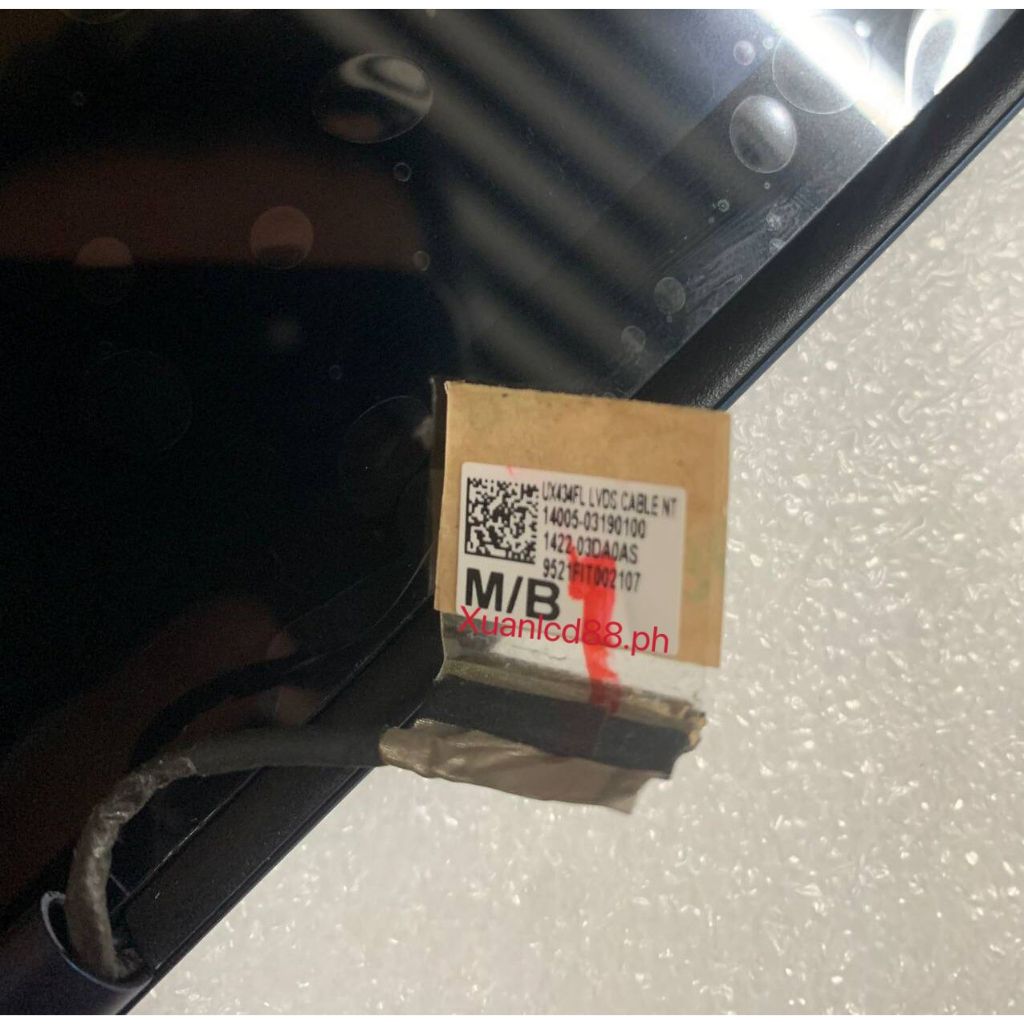 UX434FL LVDS CABLE NT
14005-03190100
1422-03DA0AS
9521FIT002107
M/B
Xuanlcd88.ph